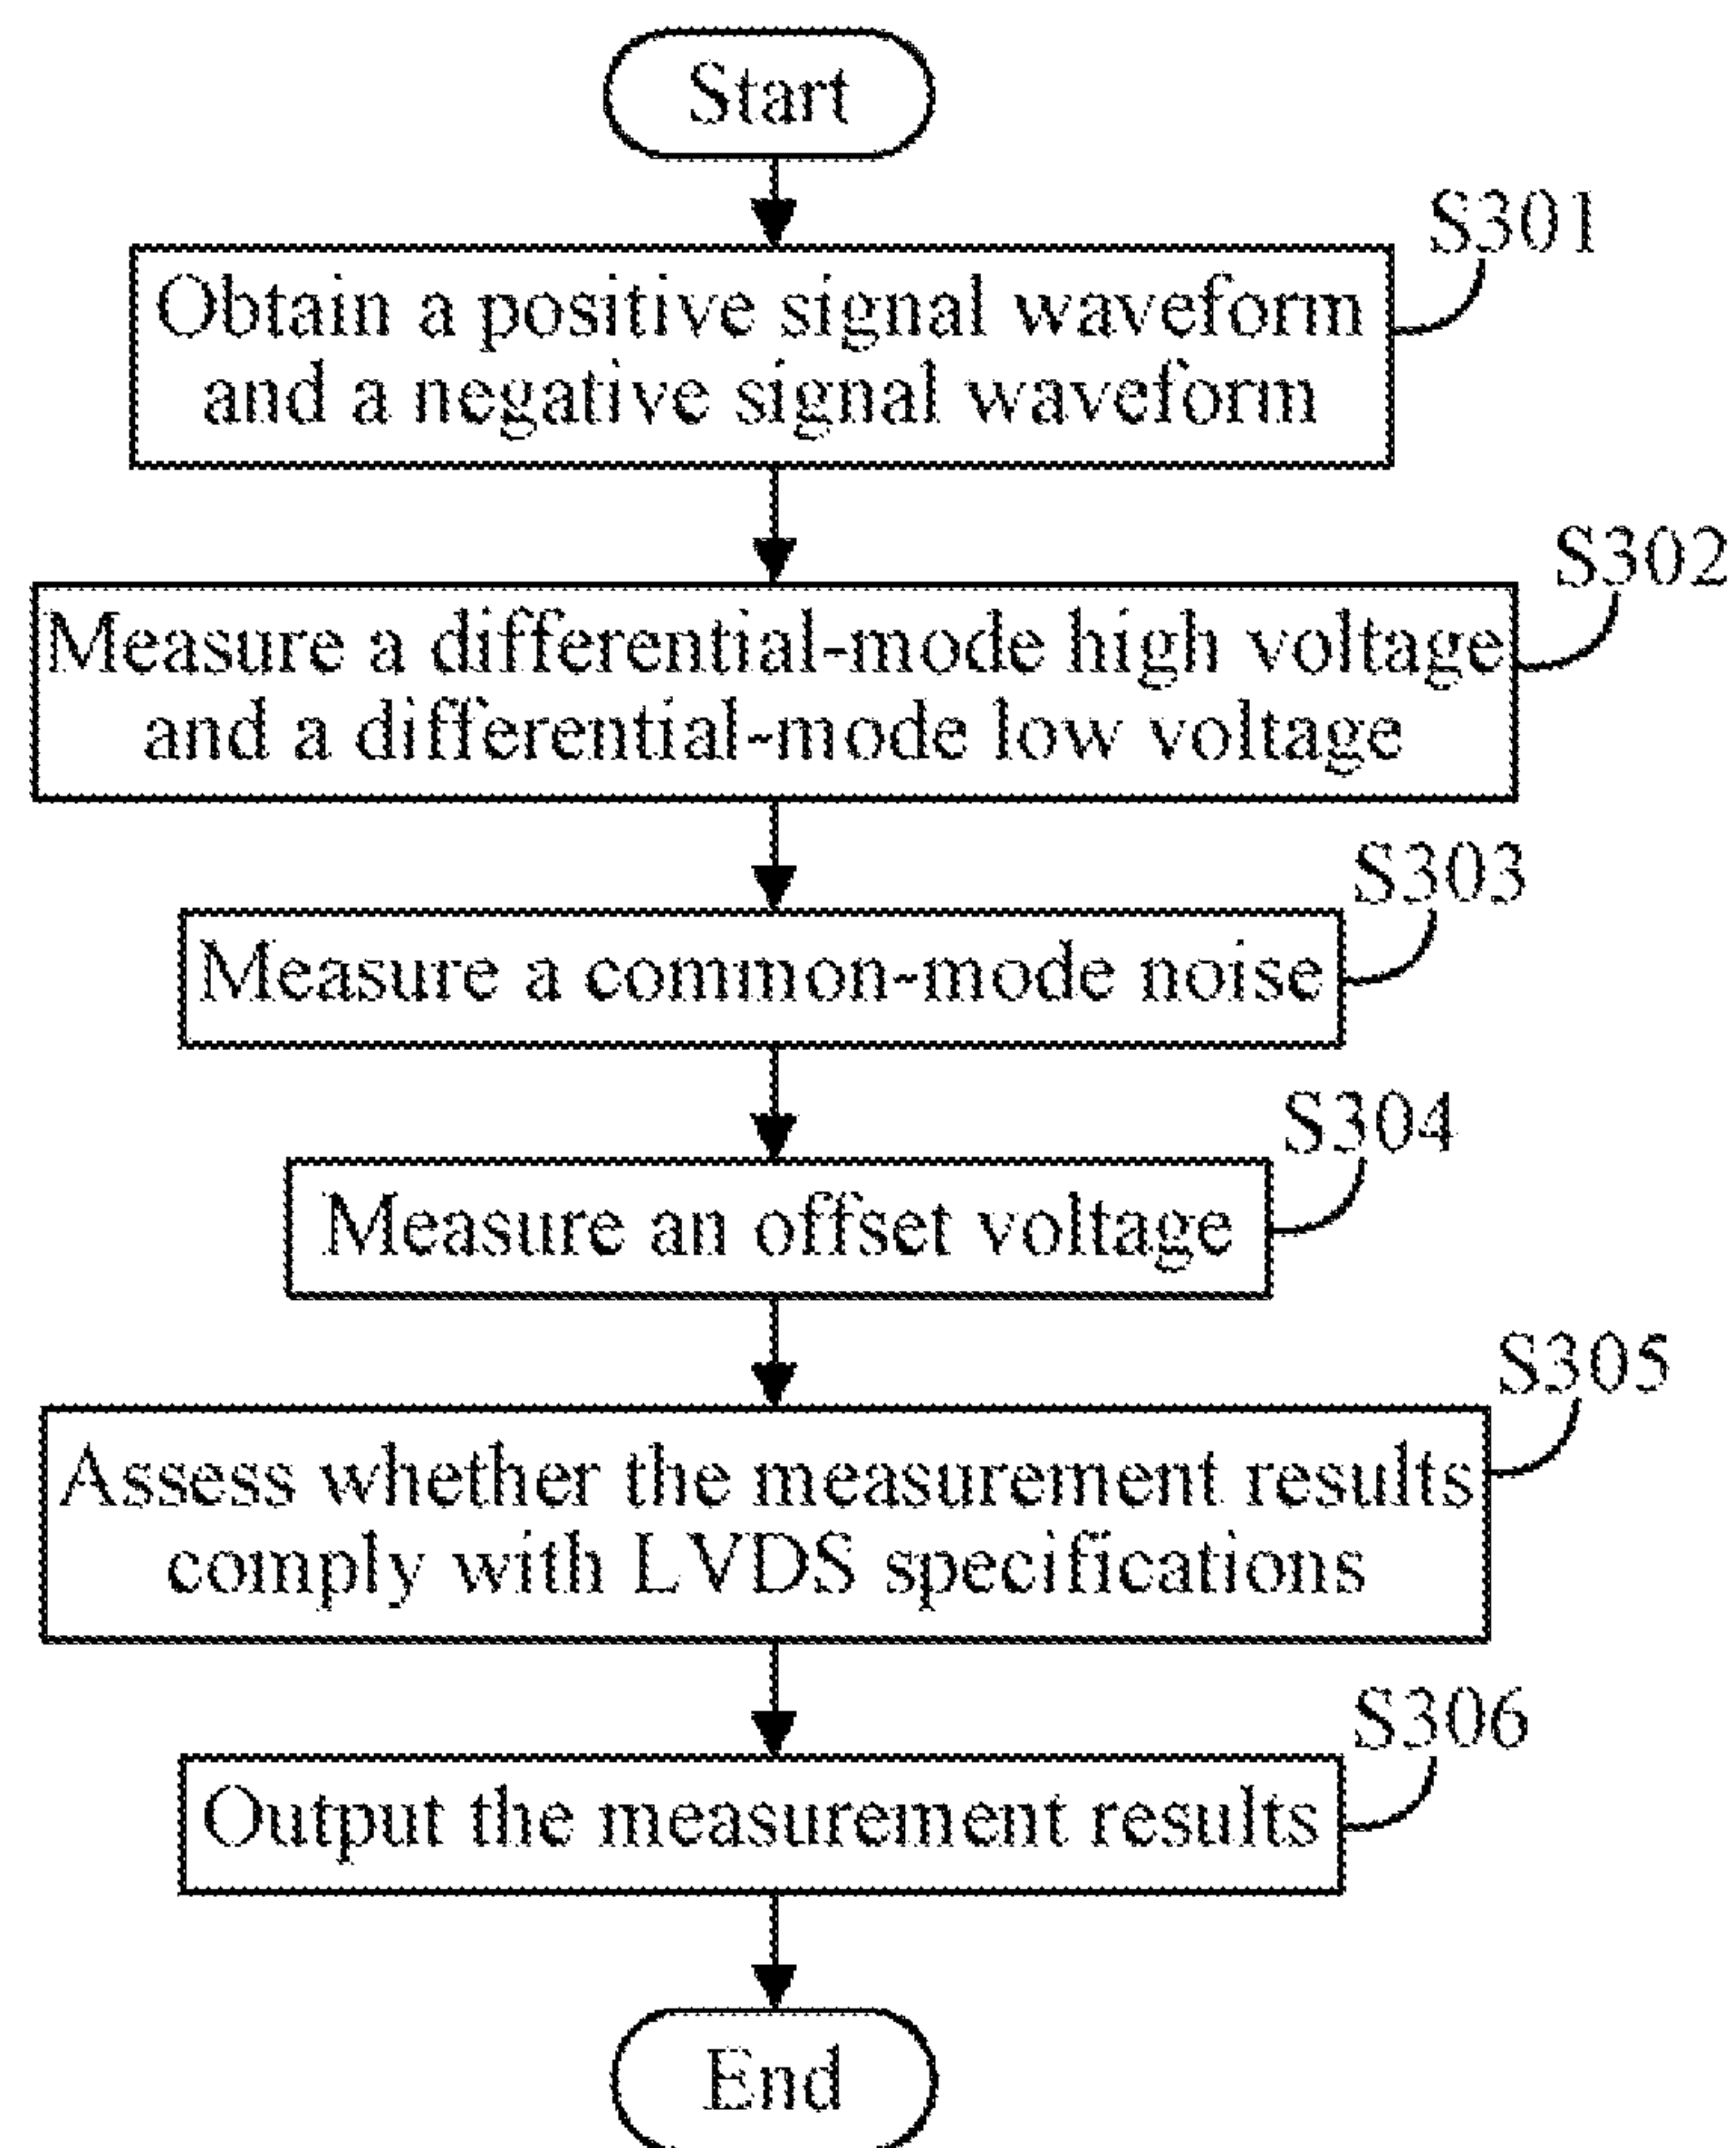 Start
S301
Obtain a positive signal waveform
and a negative signal waveform
S302
Measure a differential-mode high voltage
and a differential-mode low voltage
S303
Measure a common-mode noise
S304
Measure an offset voltage
S305
Assess whether the measurement results
comply with LVDS specifications
S306
Output the measurement results
End